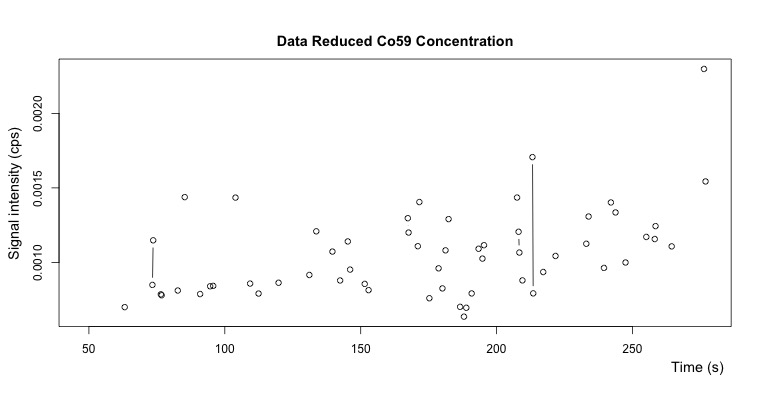 Data Reduced Co59 Concentration
Signal intensity (cps)
0.0020
0.0015
0.0010
50 100 150 200 250
Time (s)